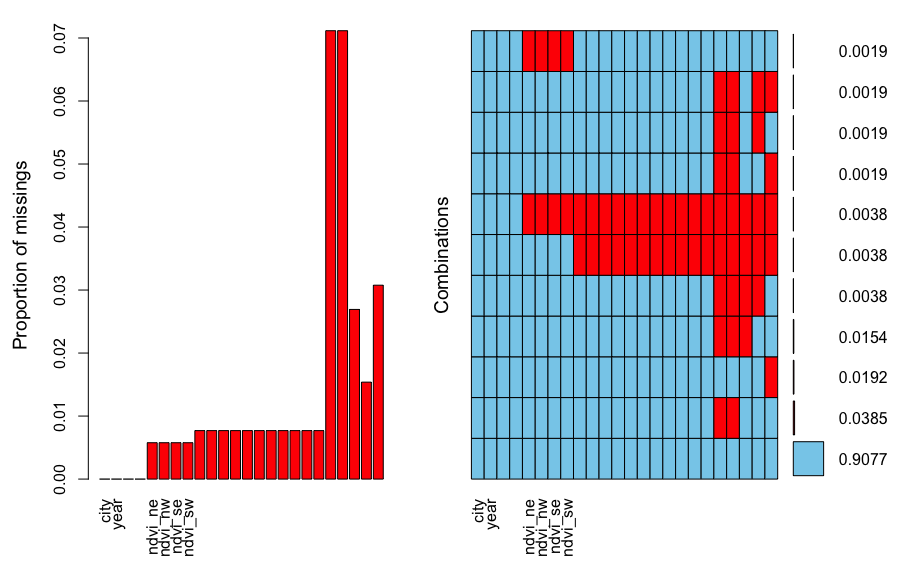 Proportion of missings
0.07
0.06
0.05
0.04
0.03
0.02
0.01
0.00
city
year
ndvi_ne
ndvi_nw
ndvi_se
ndvi_sw
Combinations
0.0019
0.0019
0.0019
0.0019
0.0038
0.0038
0.0038
0.0154
0.0192
0.0385
0.9077
city
year
ndvi_ne
ndvi_nw
ndvi_se
ndvi_sw